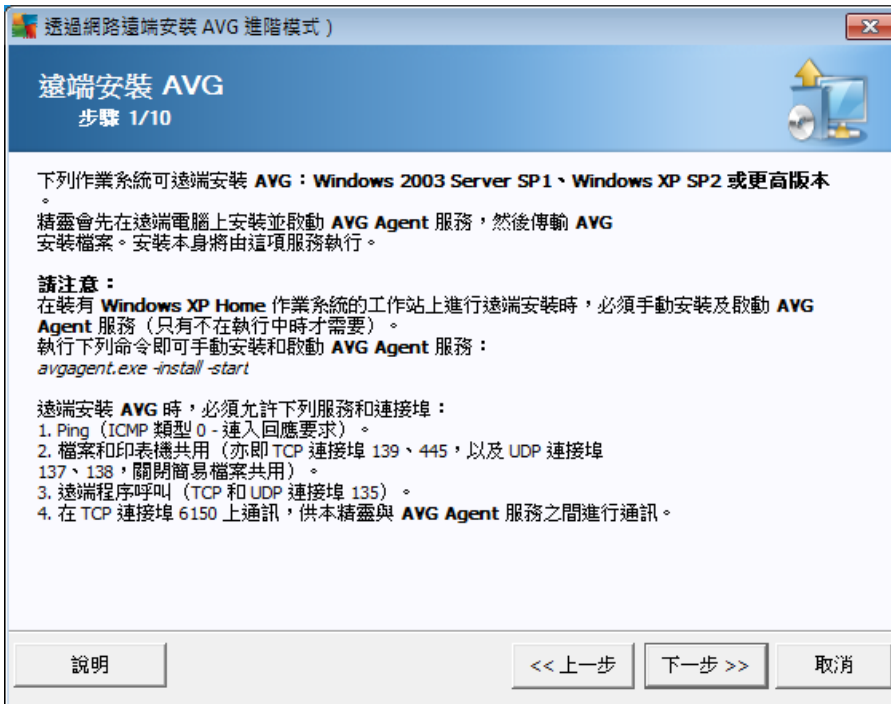 透過網路遠端安裝 AVG 進階模式 )
遠端安裝 AVG
步驟 1/10
下列作業系統可遠端安裝 AVG：Windows 2003 Server SP1、Windows XP SP2 或更高版本
。
精靈會先在遠端電腦上安裝並啟動 AVG Agent 服務，然後傳輸 AVG
安裝檔案。安裝本身將由這項服務執行。
請注意：
在裝有 Windows XP Home 作業系統的工作站上進行遠端安裝時，必須手動安裝及啟動 AVG
Agent 服務（只有不在執行中時才需要）。
執行下列命令即可手動安裝和啟動 AVG Agent 服務：
avgagent.exe -install -start
遠端安裝 AVG 時，必須允許下列服務和連接埠：
1. Ping（ICMP 類型 0 - 連入回應要求）。
2. 檔案和印表機共用（亦即 TCP 連接埠 139、445，以及 UDP 連接埠
137、138，關閉簡易檔案共用）。
3. 遠端程序呼叫（TCP 和 UDP 連接埠 135）。
4. 在 TCP 連接埠 6150 上通訊，供本精靈與 AVG Agent 服務之間進行通訊。
說明
<< 上一步
下一步 >>
取消